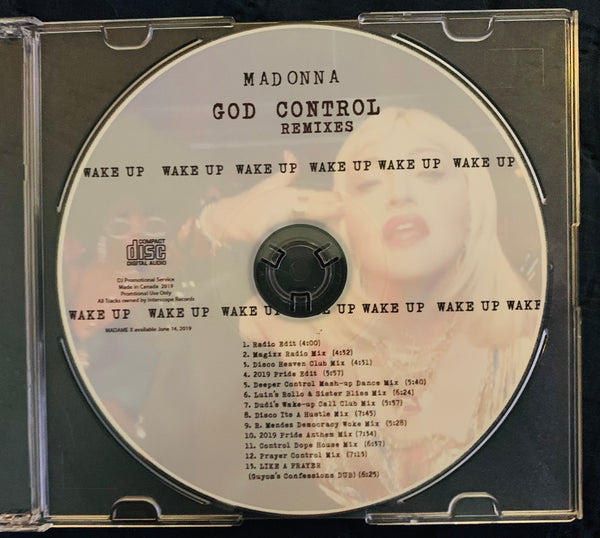 MADONNA
GOD CONTROL
REMIXES
WAKE UP WAKE UP WAKE UP WAKE UP WAKE UP WAKE UP
COMPACT
disc
DIGITAL AUDIO
DJ Promotional Service
Made in Canada 2019
Promotional Use Only
All Tracks owned by Interscope Records
WAKE UP WAKE UP WAKE UP WAKE UP WAKE UP WAKE UP WAKE
MADAME X available June 14, 2019
1. Radio Edit (4:00)
2. Magizz Radio Mix (4:52)
3. Disco Heaven Club Mix (4:51)
4. 2019 Pride Edit (5:57)
5. Deeper Control Mash-up Dance Mix (5:40)
6. Luin's Rollo & Sister Bliss Mix (6:24)
7. Dudi's Wake-up Call Club Mix (5:57)
8. Disco Its A Hustle Mix (7:45)
9. R. Mendes Democracy Woke Mix (5:28)
10. 2019 Pride Anthem Mix (7:34)
11. Control Dope House Mix (6:57)
12. Prayer Control Mix (7:15)
13. LIKE A PRAYER
(Guyom's Confessions DUB) (6:25)